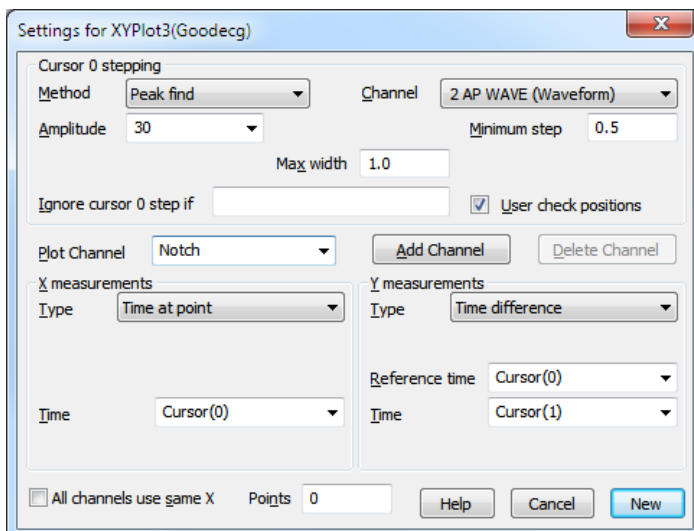 Settings for XYPlot3(Goodecg)
Cursor 0 stepping
Method Peak find Channel 2 AP WAVE (Waveform)
Amplitude 30 Minimum step 0.5
Max width 1.0
Ignore cursor 0 step if User check positions
Plot Channel Notch Add Channel Delete Channel
X measurements Y measurements
Type Time at point Type Time difference
Reference time Cursor(0)
Time Cursor(0) Time Cursor(1)
All channels use same X Points 0 Help Cancel New